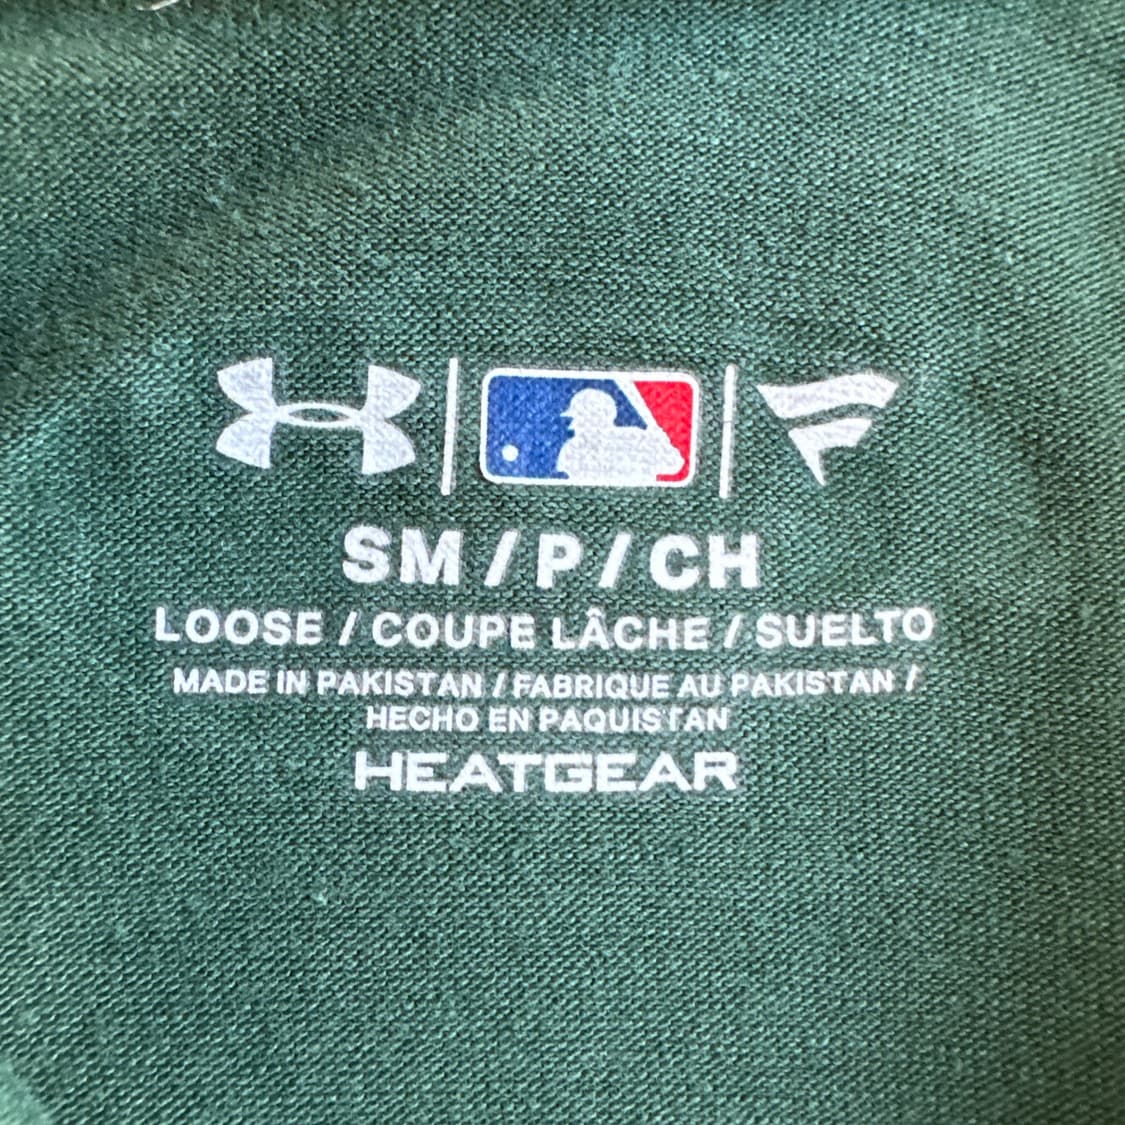 SM / P / CH
LOOSE / COUPE LÂCHE / SUELTO
MADE IN PAKISTAN / FABRIQUE AU PAKISTAN /
HECHO EN PAQUISTAN
HEATGEAR